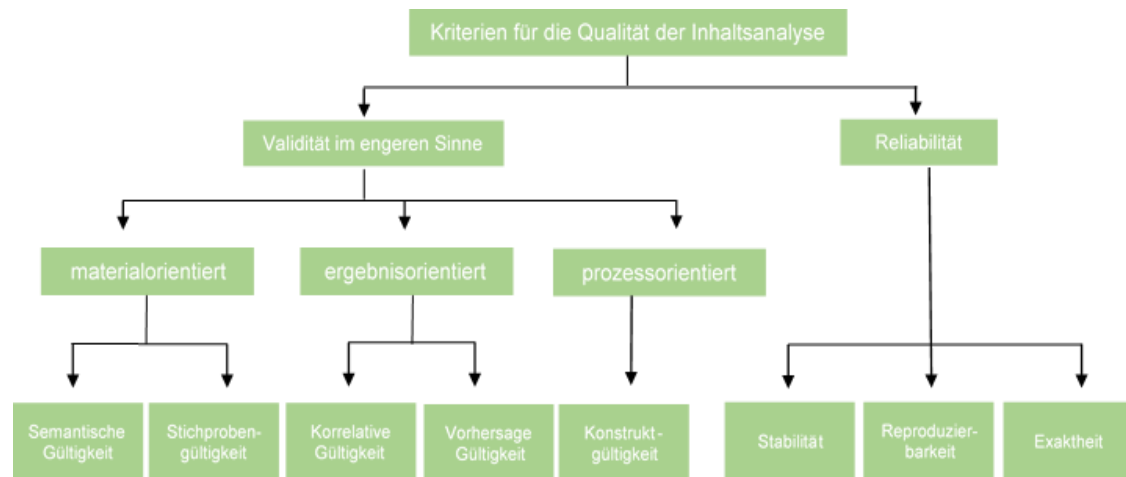 Kriterien für die Qualität der Inhaltsanalyse
Validität im engeren Sinne
Reliabilität
materialorientiert
ergebnisorientiert
prozessorientiert
Semantische
Gültigkeit
Stichproben-
gültigkeit
Korrelative
Gültigkeit
Vorhersage
Gültigkeit
Konstrukt-
gültigkeit
Stabilität
Reproduzier-
barkeit
Exaktheit